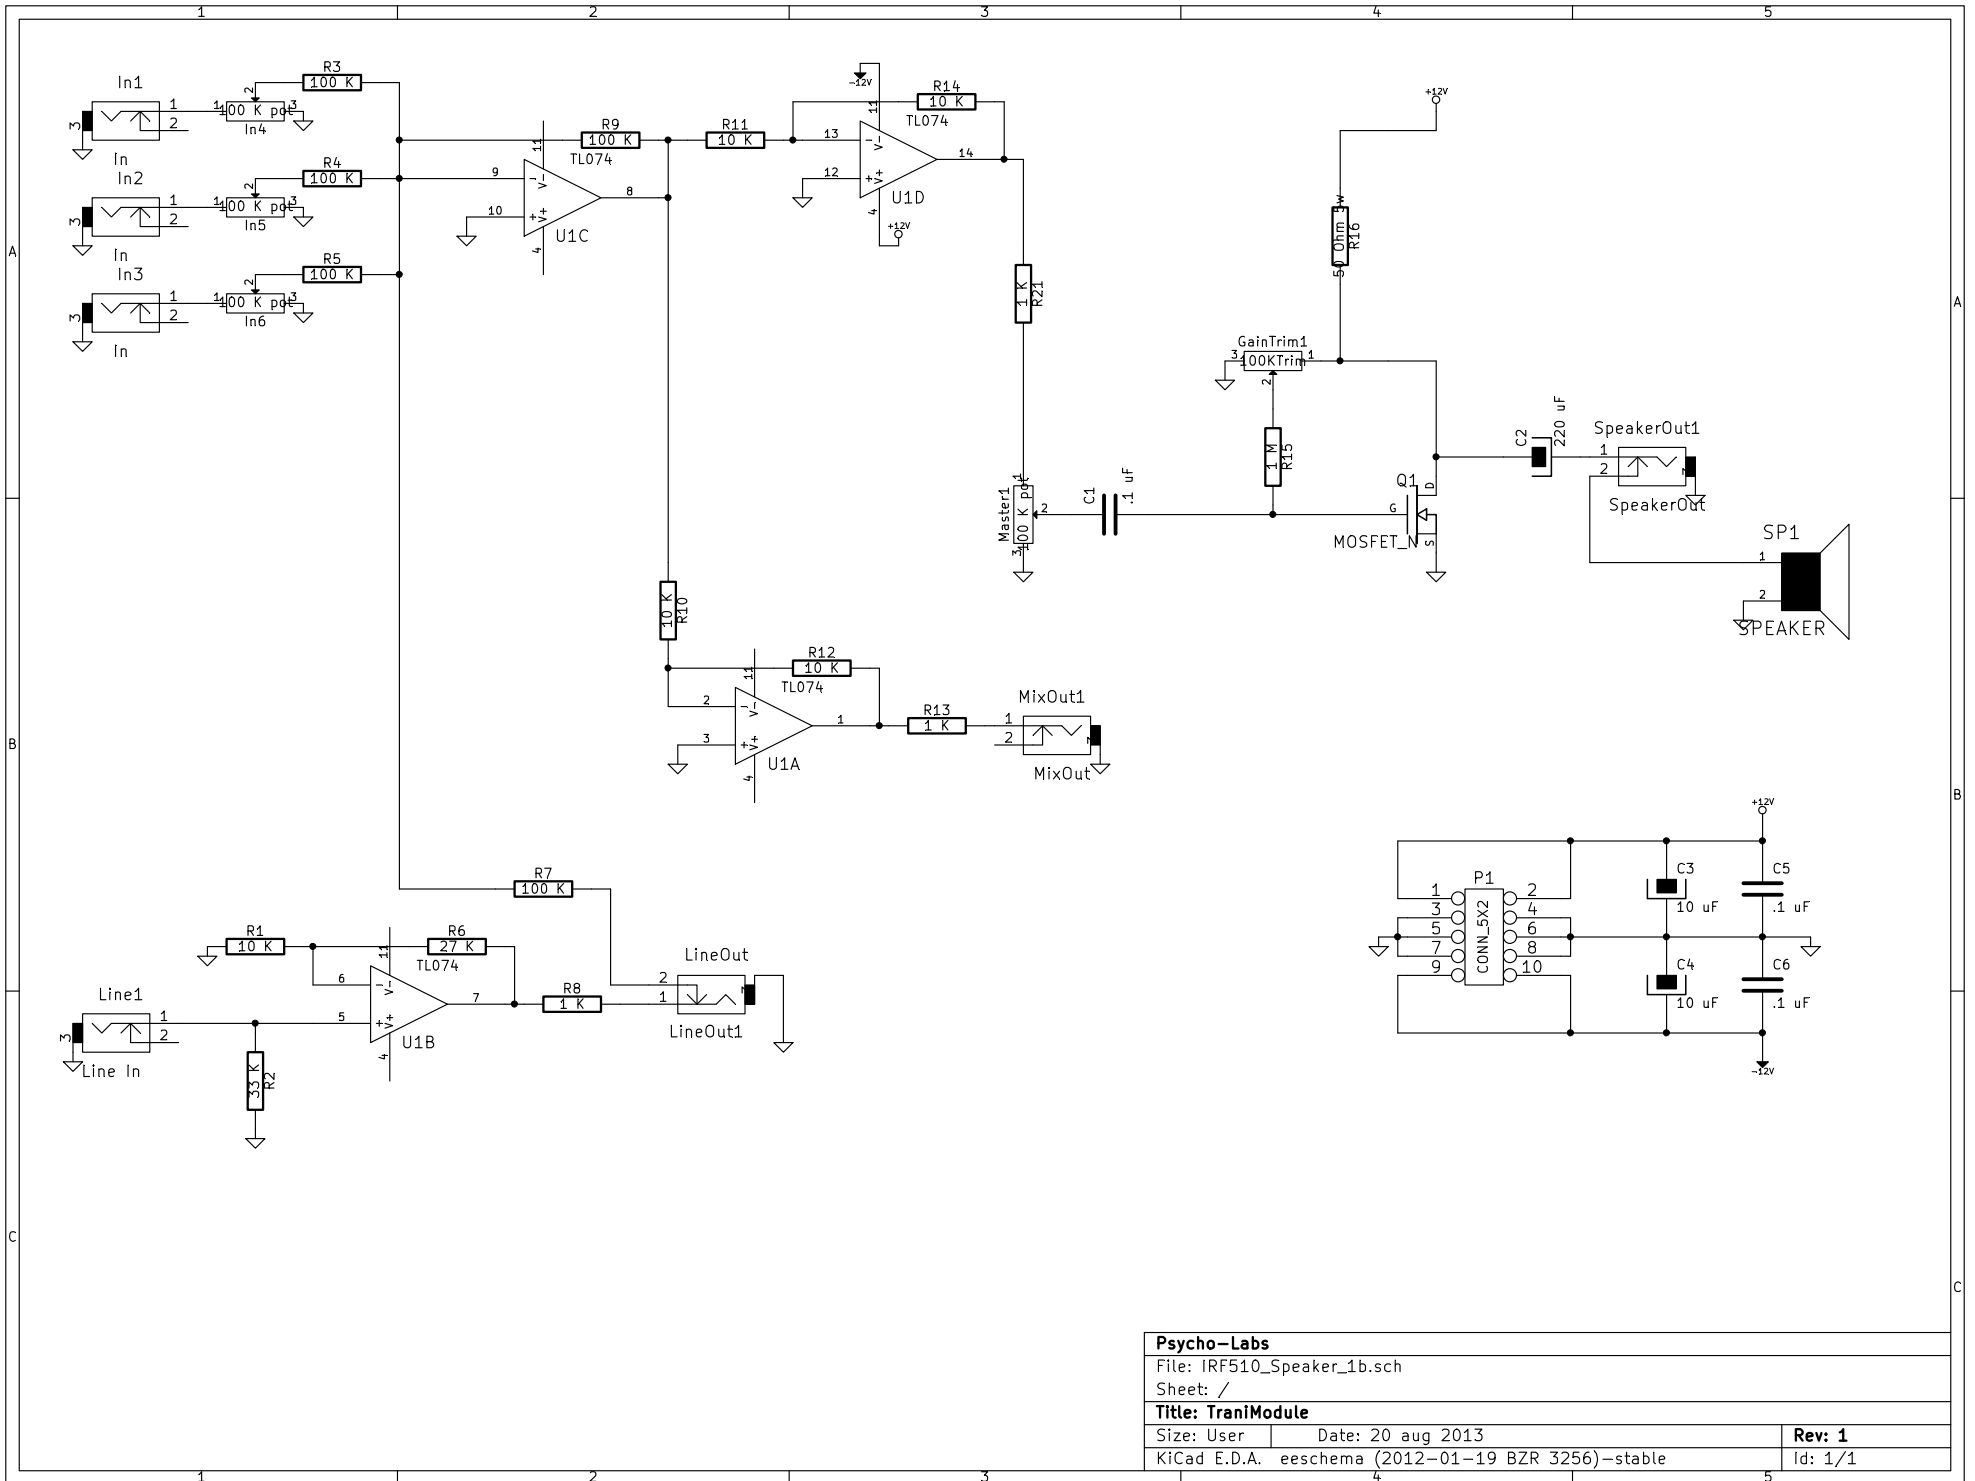 1 2 3 4 5
In1
R3
100 K
2
1 100 K pot 3
In4
1
2
3
In
In2
R4
100 K
2
1 100 K pot 3
In5
1
2
3
In
In3
R5
100 K
2
1 100 K pot 3
In6
1
2
3
In
R9
100 K
TL074
11
9
V-
8
10
V+
4
U1C
R11
10 K
-12V
R14
10 K
TL074
11
13
V-
14
12
V+
4
U1D
+12V
1 K
R21
Master1
100 K pot
1
2
3
C1
.1 uF
+12V
50 Ohm 5w
R16
GainTrim1
3 100KTrim 1
2
1 M
R15
Q1
D
G
S
MOSFET_N
C2
220 uF
SpeakerOut1
1
2
SpeakerOut
SP1
1
2
SPEAKER
10 K
R10
R12
10 K
TL074
11
2
V-
1
3
V+
4
U1A
R13
1 K
MixOut1
1
2
MixOut
R7
100 K
R1
10 K
R6
27 K
TL074
11
6
V-
7
5
V+
4
U1B
R8
1 K
LineOut
2
1
LineOut1
Line1
1
2
3
Line In
33 K
R2
+12V
P1
CONN_5X2
1 2
3 4
5 6
7 8
9 10
C3
10 uF
C5
.1 uF
C4
10 uF
C6
.1 uF
-12V
A
B
C
A
B
C
Psycho-Labs
File: IRF510_Speaker_1b.sch
Sheet: /
Title: TraniModule
Size: User Date: 20 aug 2013 Rev: 1
KiCad E.D.A. eeschema (2012-01-19 BZR 3256)-stable Id: 1/1
1 2 3 4 5